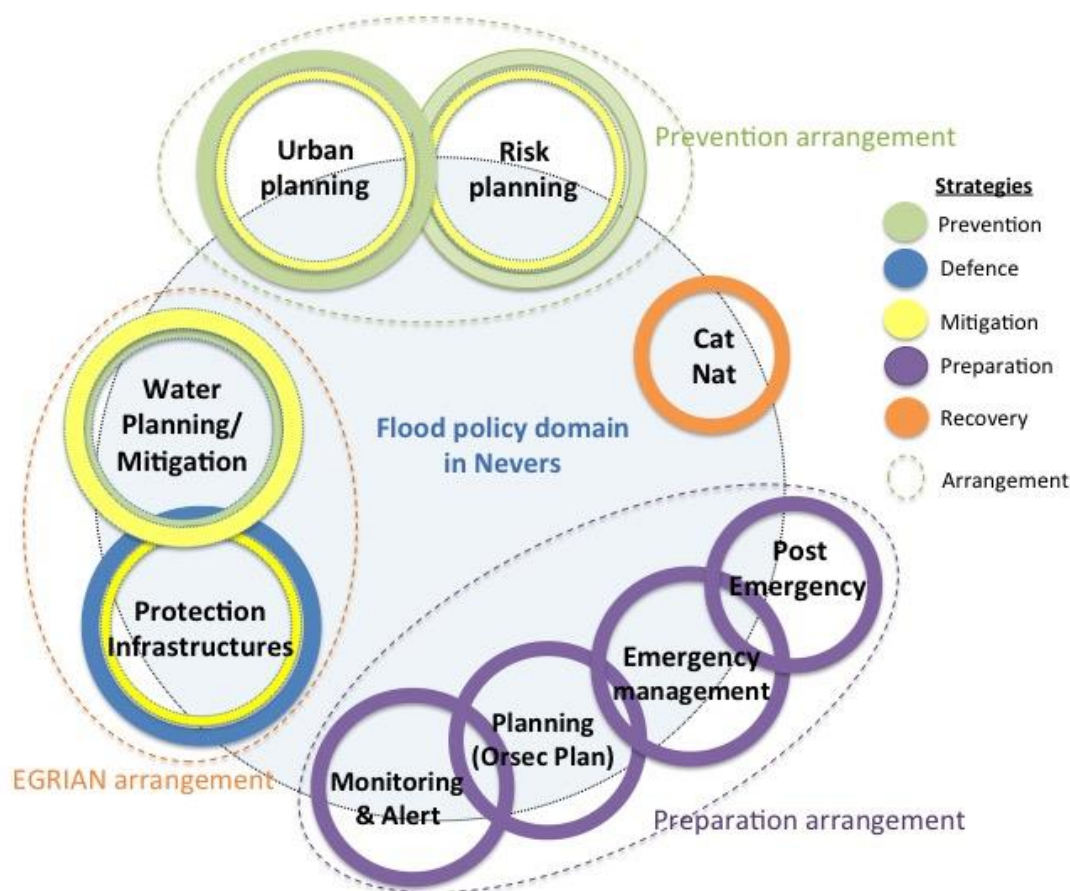 Urban
planning
Risk
planning
Prevention arrangement
Strategies
Prevention
Defence
Mitigation
Preparation
Recovery
Arrangement
Cat
Nat
Water
Planning/
Mitigation
Flood policy domain
in Nevers
Protection
Infrastructures
EGRIAN arrangement
Post
Emergency
Emergency
management
Planning
(Orsec Plan)
Monitoring
& Alert
Preparation arrangement